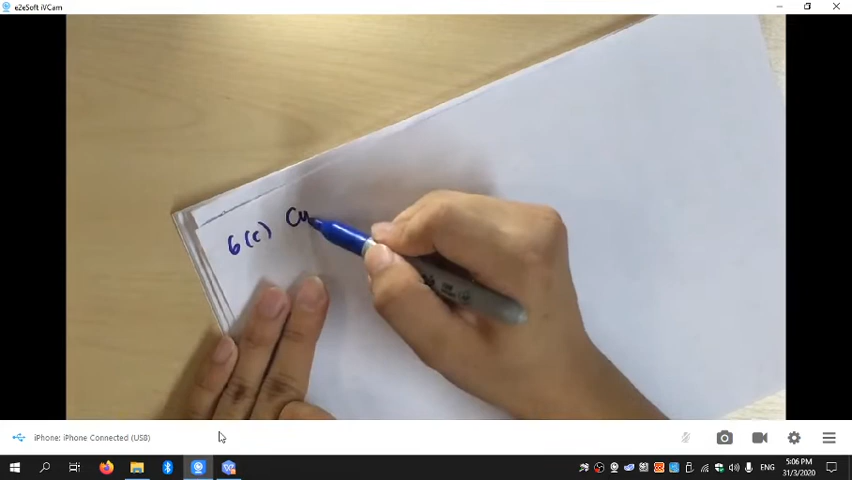 e2eSoft iVCam
6(c) Cu
iPhone: iPhone Connected (USB)
ENG
5:06 PM
31/3/2020